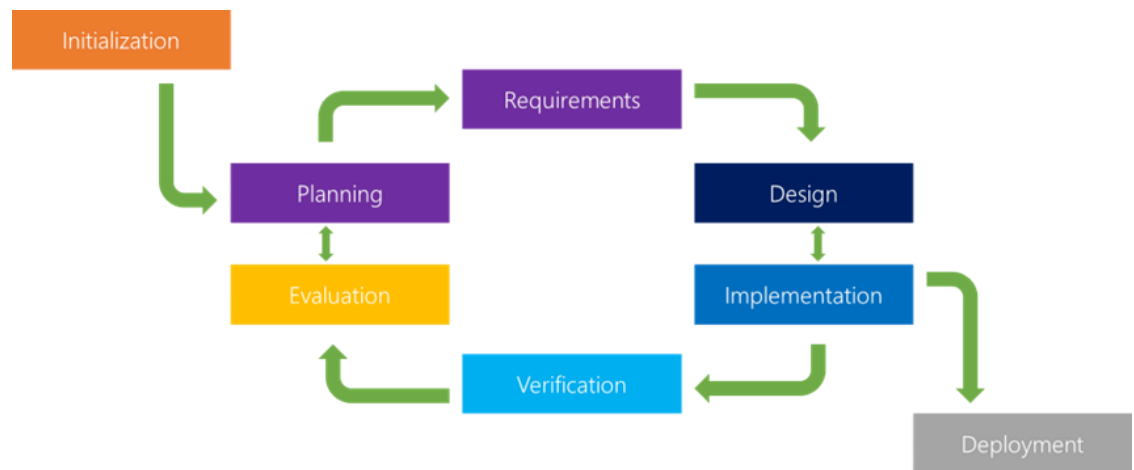 Initialization
Requirements
Planning
Design
Evaluation
Implementation
Verification
Deployment